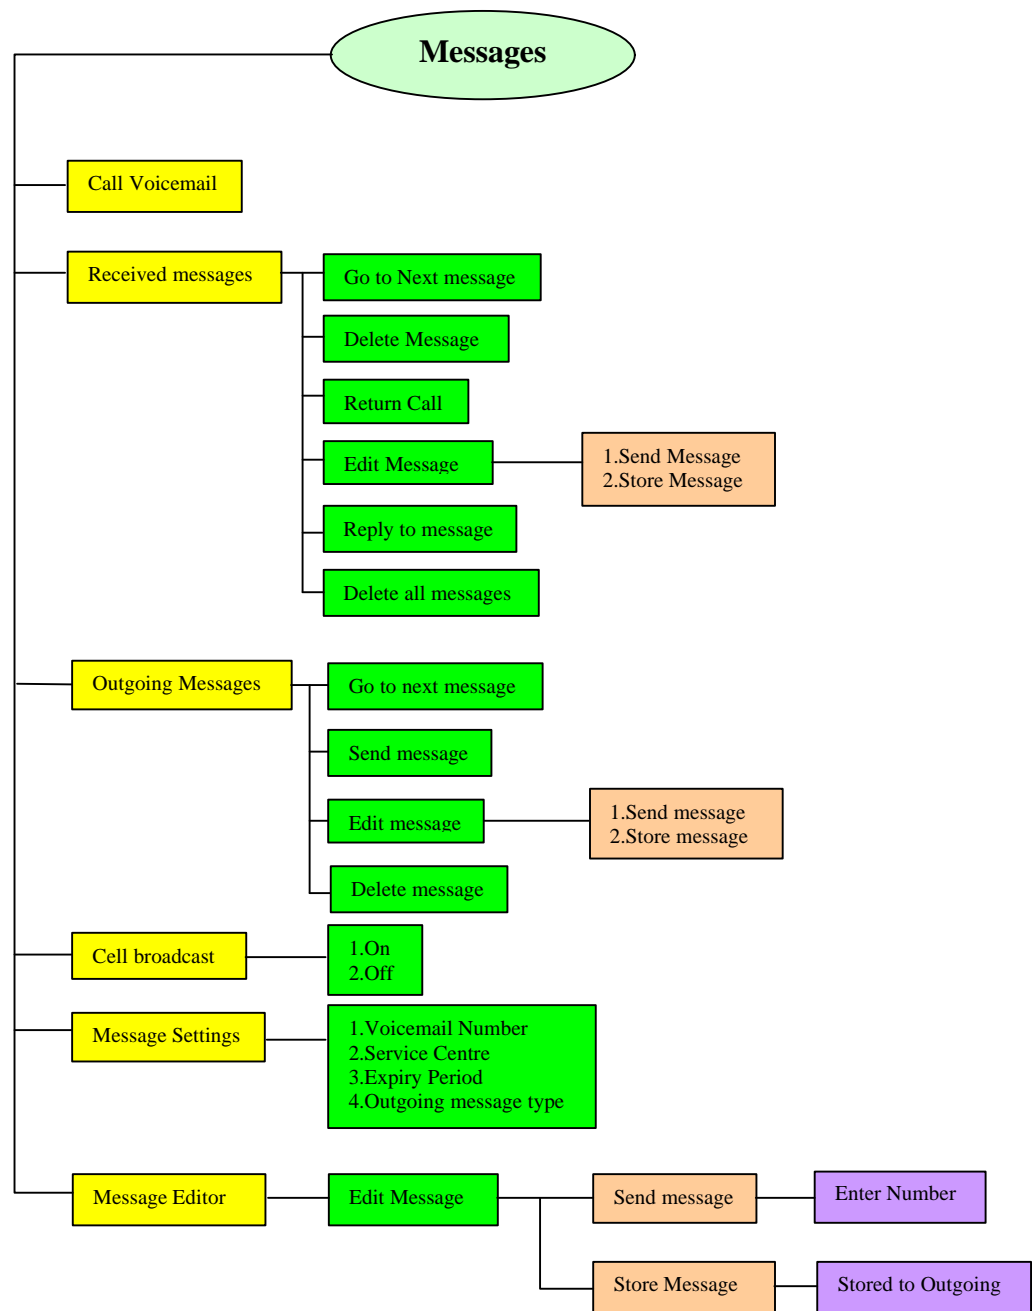 Messages
Call Voicemail
Received messages
Go to Next message
Delete Message
Return Call
Edit Message
1.Send Message
2.Store Message
Reply to message
Delete all messages
Outgoing Messages
Go to next message
Send message
Edit message
1.Send message
2.Store message
Delete message
Cell broadcast
1.On
2.Off
Message Settings
1.Voicemail Number
2.Service Centre
3.Expiry Period
4.Outgoing message type
Message Editor
Edit Message
Send message
Enter Number
Store Message
Stored to Outgoing